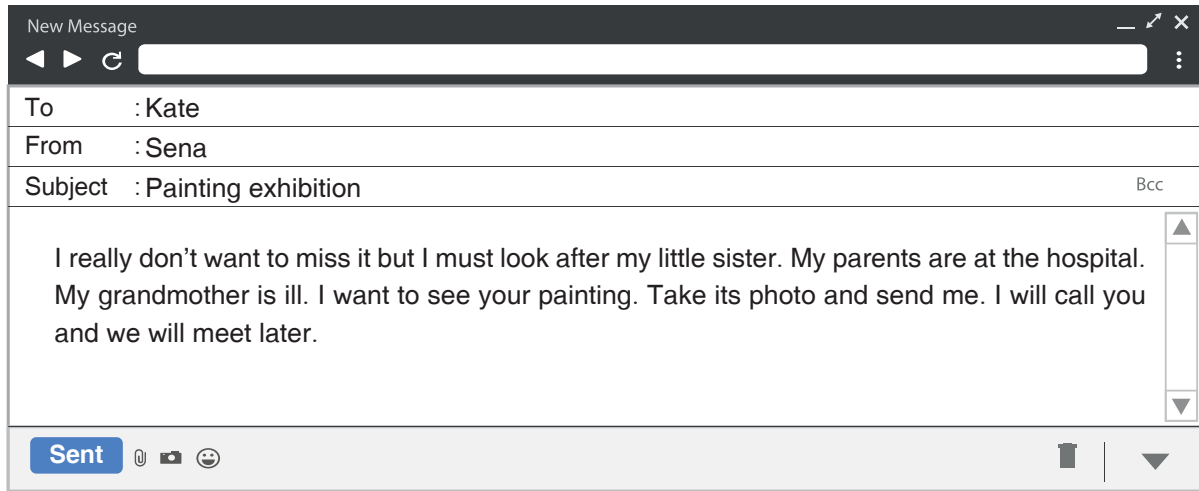 New Message
To : Kate
From : Sena
Subject : Painting exhibition
Bcc
I really don’t want to miss it but I must look after my little sister. My parents are at the hospital.
My grandmother is ill. I want to see your painting. Take its photo and send me. I will call you
and we will meet later.
Sent